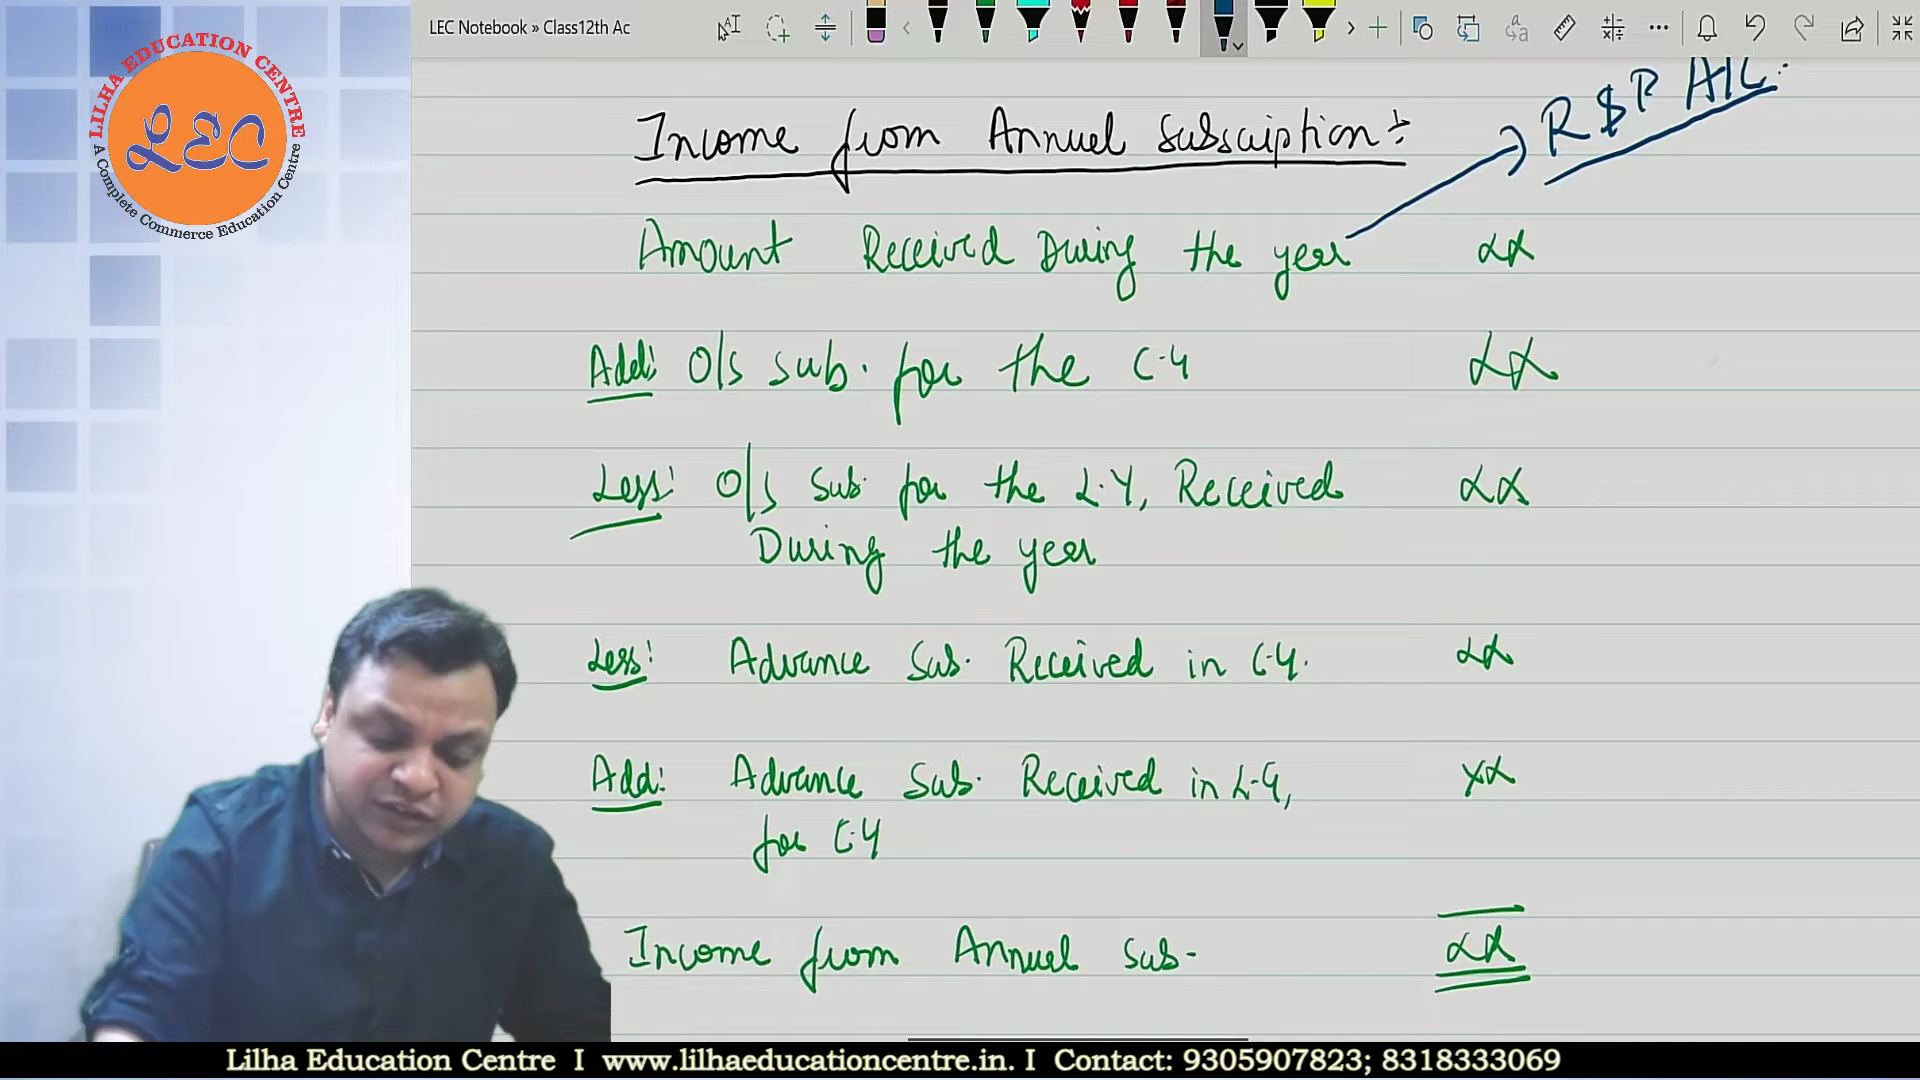 LEC Notebook » Class12th Ac
LILHA EDUCATION CENTRE
LEC
A Complete Commerce Education Centre
R&P A/C
Income from Annual Subscription:-
Amount Received During the year xx
Add: O/S sub. for the C.Y xx
Less: O/S Sub. for the L.Y, Received xx
During the year
Less: Advance Sub. Received in C.Y. xx
Add: Advance Sub. Received in L.Y, xx
for C.Y
Income from Annual Sub. xx
Lilha Education Centre I www.lilhaeducationcentre.in. I Contact: 9305907823; 8318333069